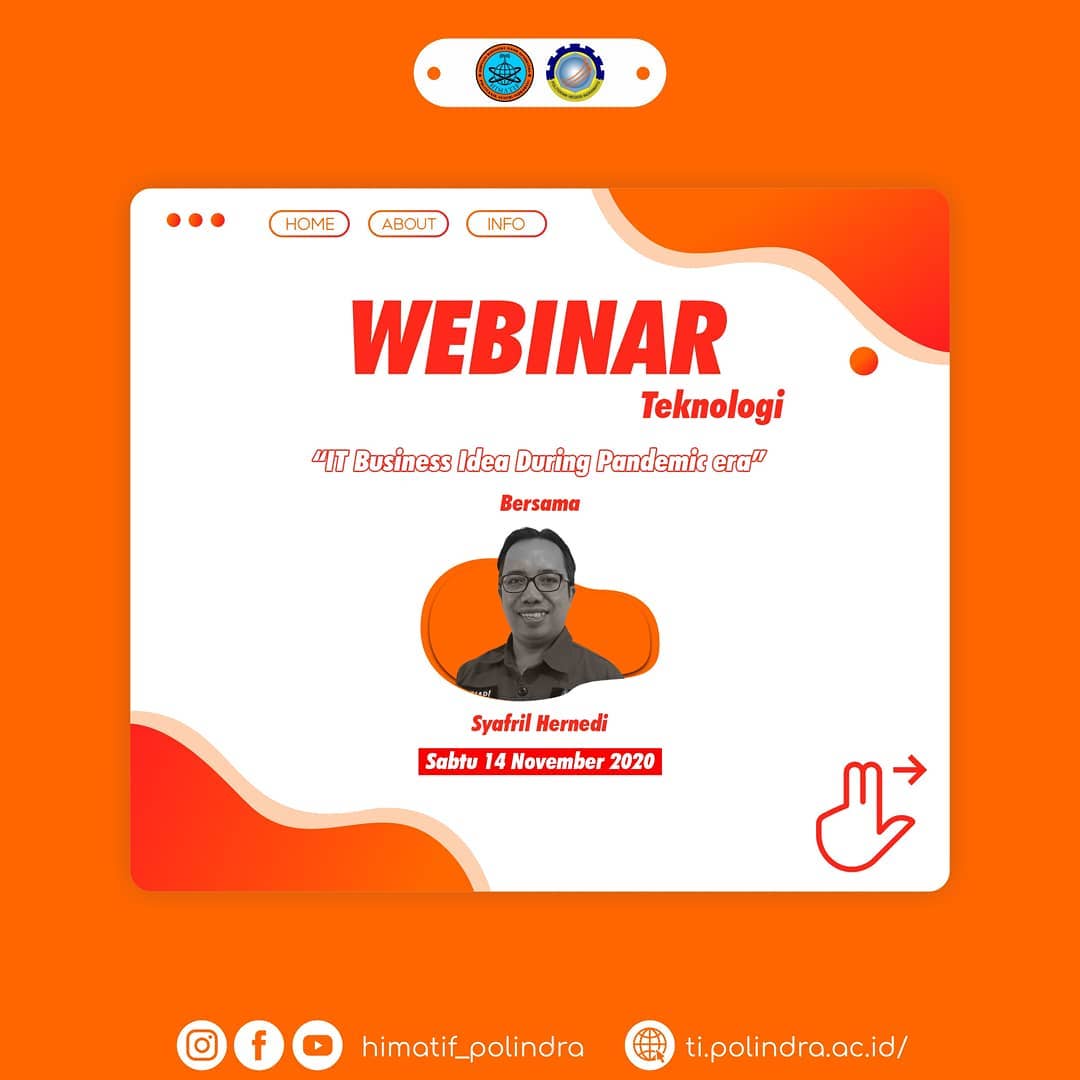 HIMATIF
HOME ABOUT INFO
WEBINAR
Teknologi
“IT Business Idea During Pandemic era”
Bersama
Syafril Hernedi
Sabtu 14 November 2020
himatif_polindra ti.polindra.ac.id/